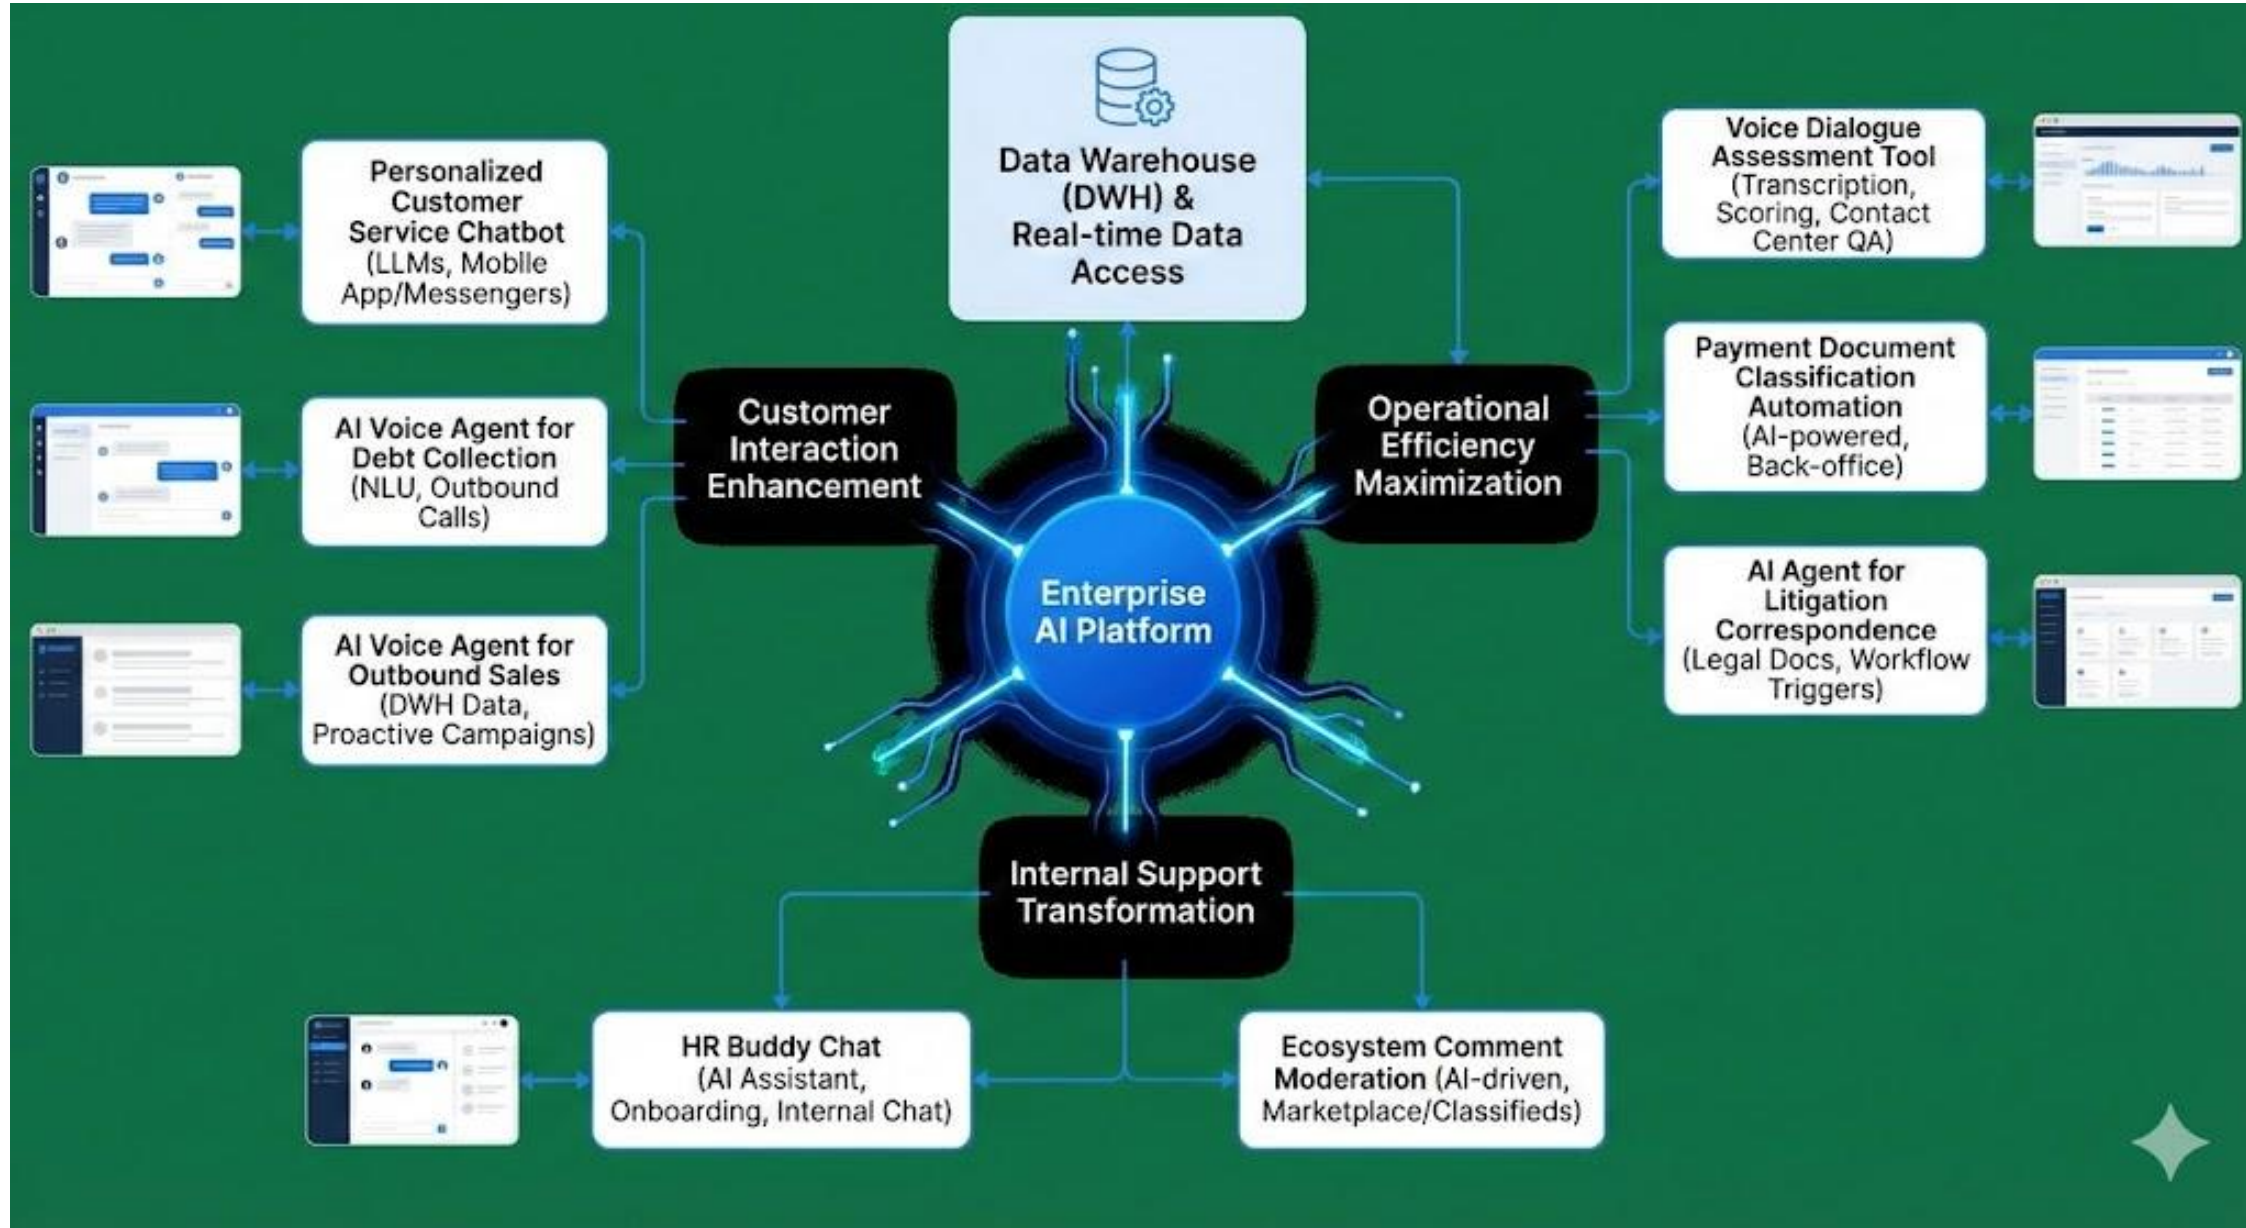 Data Warehouse
(DWH) &
Real-time Data
Access
Personalized
Customer
Service Chatbot
(LLMs, Mobile
App/Messengers)
AI Voice Agent for
Debt Collection
(NLU, Outbound
Calls)
AI Voice Agent for
Outbound Sales
(DWH Data,
Proactive Campaigns)
Customer
Interaction
Enhancement
Enterprise
AI Platform
Operational
Efficiency
Maximization
Voice Dialogue
Assessment Tool
(Transcription,
Scoring, Contact
Center QA)
Payment Document
Classification
Automation
(AI-powered,
Back-office)
AI Agent for
Litigation
Correspondence
(Legal Docs, Workflow
Triggers)
Internal Support
Transformation
HR Buddy Chat
(AI Assistant,
Onboarding, Internal Chat)
Ecosystem Comment
Moderation (AI-driven,
Marketplace/Classifieds)